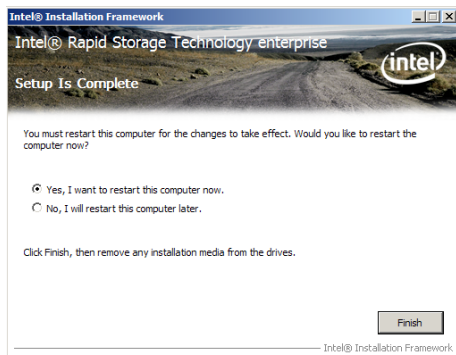 Intel® Installation Framework
Intel® Rapid Storage Technology enterprise
intel
Setup Is Complete
You must restart this computer for the changes to take effect. Would you like to restart the
computer now?
Yes, I want to restart this computer now.
No, I will restart this computer later.
Click Finish, then remove any installation media from the drives.
Finish
Intel® Installation Framework